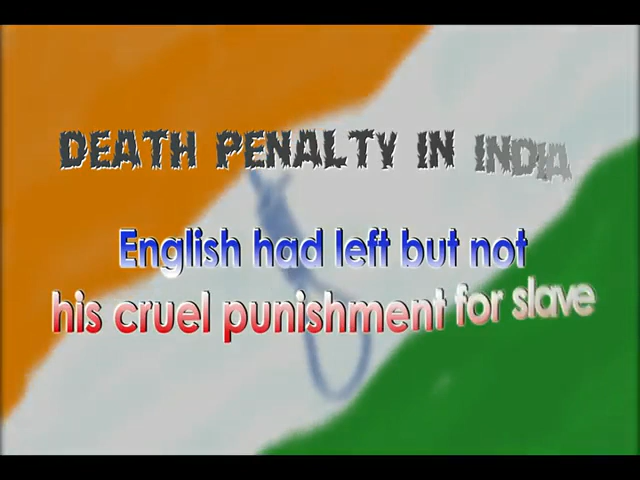 DEATH PENALTY IN INDIA
English had left but not
his cruel punishment for slave